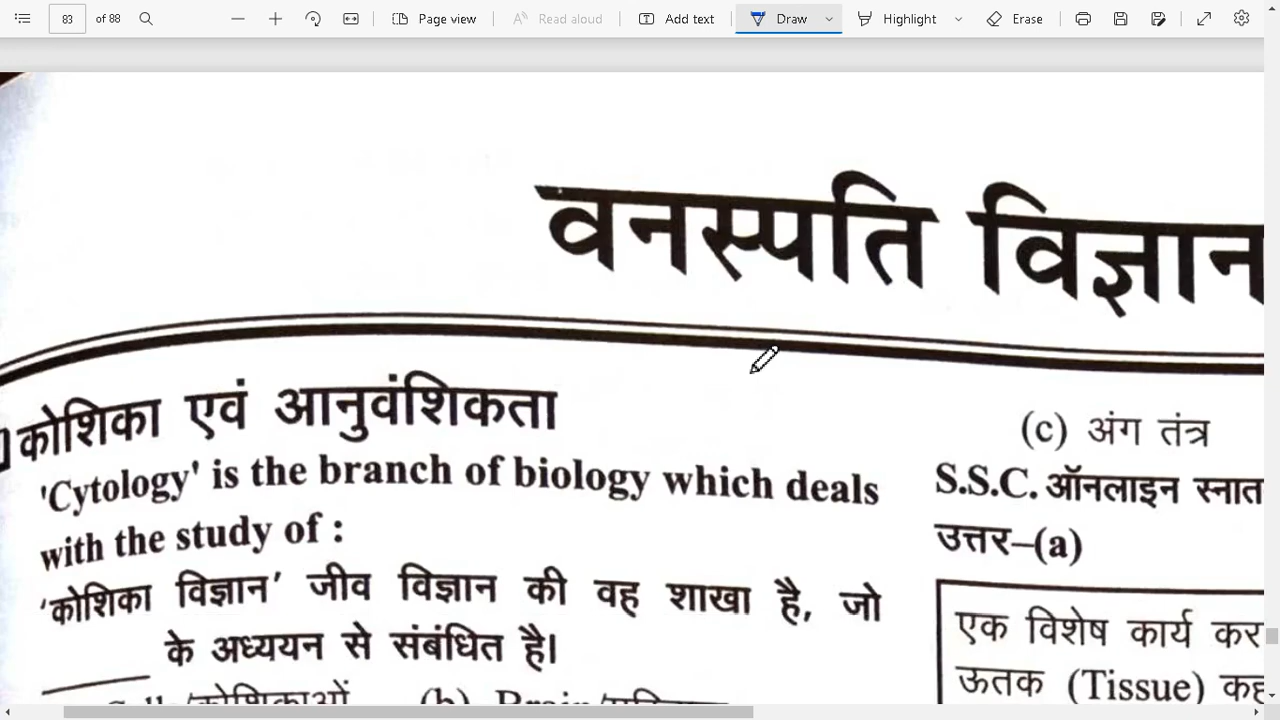 83 of 88 Page view Read aloud Add text Draw Highlight Erase
वनस्पति विज्ञान
कोशिका एवं आनुवंशिकता
'Cytology' is the branch of biology which deals
with the study of :
'कोशिका विज्ञान' जीव विज्ञान की वह शाखा है, जो
______ के अध्ययन से संबंधित है।
(b) Brain/
(c) अंग तंत्र
S.S.C. ऑनलाइन स्नात
उत्तर–(a)
एक विशेष कार्य कर
ऊतक (Tissue) कह